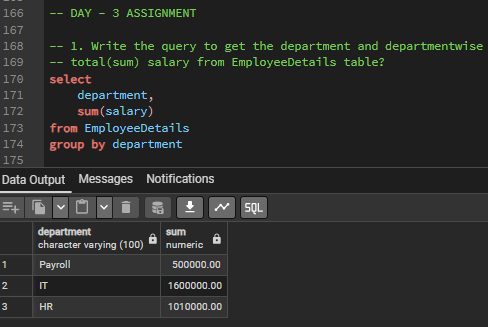 166 -- DAY - 3 ASSIGNMENT
167
168 -- 1. Write the query to get the department and departmentwise
169 -- total(sum) salary from EmployeeDetails table?
170 select
171 department,
172 sum(salary)
173 from EmployeeDetails
174 group by department
175
Data Output Messages Notifications
SQL
department sum
character varying (100) numeric
1 Payroll 500000.00
2 IT 1600000.00
3 HR 1010000.00